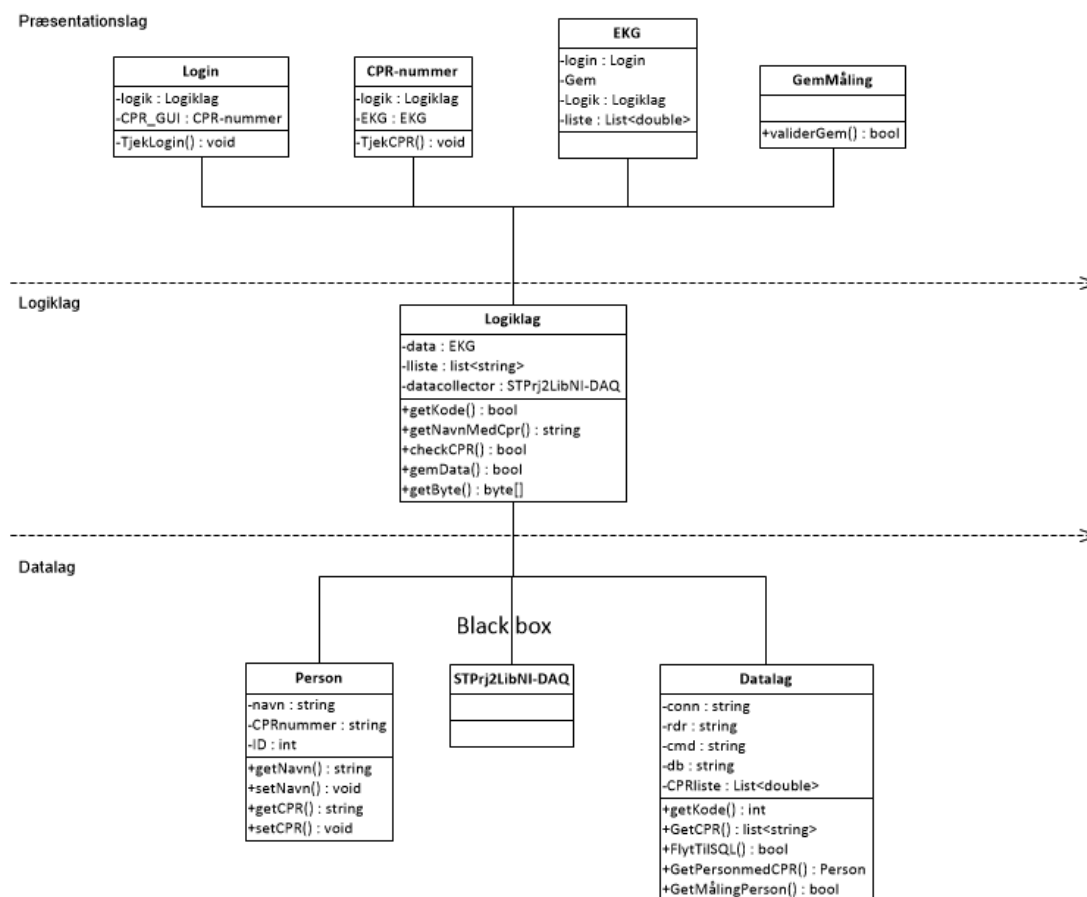 Præsentationslag
Login
-logik : Logiklag
-CPR_GUI : CPR-nummer
-TjekLogin() : void
CPR-nummer
-logik : Logiklag
-EKG : EKG
-TjekCPR() : void
EKG
-login : Login
-Gem
-Logik : Logiklag
-liste : List<double>
GemMåling
+validerGem() : bool
Logiklag
Logiklag
-data : EKG
-lliste : list<string>
-datacollector : STPrj2LibNI-DAQ
+getKode() : bool
+getNavnMedCpr() : string
+checkCPR() : bool
+gemData() : bool
+getByte() : byte[]
Datalag
Black box
Person
-navn : string
-CPRnummer : string
-ID : int
+getNavn() : string
+setNavn() : void
+getCPR() : string
+setCPR() : void
STPrj2LibNI-DAQ
Datalag
-conn : string
-rdr : string
-cmd : string
-db : string
-CPRliste : List<double>
+getKode() : int
+GetCPR() : list<string>
+FlytTilSQL() : bool
+GetPersonmedCPR() : Person
+GetMålingPerson() : bool